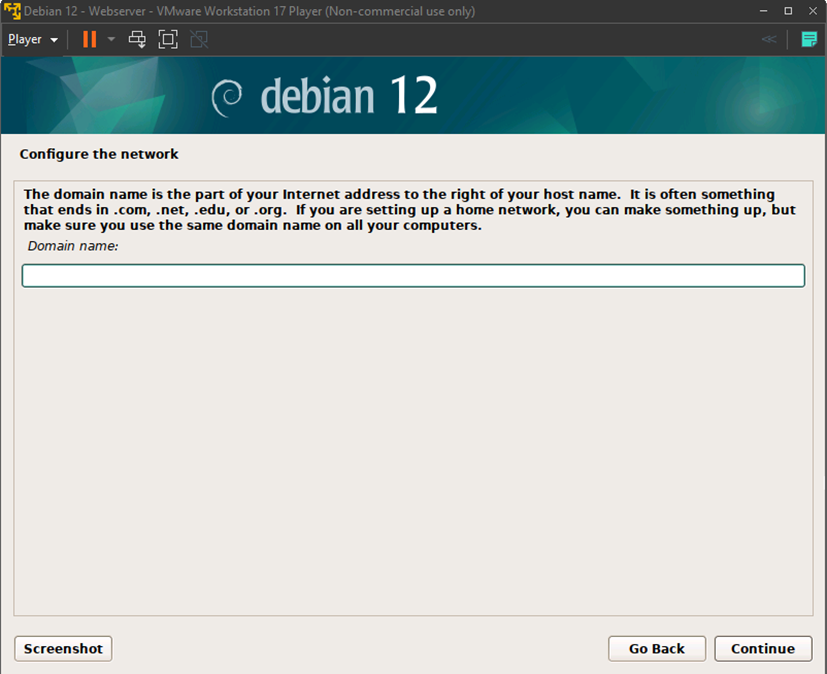 Debian 12 - Webserver - VMware Workstation 17 Player (Non-commercial use only)
Player
debian 12
Configure the network
The domain name is the part of your Internet address to the right of your host name.  It is often something
that ends in .com, .net, .edu, or .org.  If you are setting up a home network, you can make something up, but
make sure you use the same domain name on all your computers.
Domain name:
Screenshot
Go Back
Continue